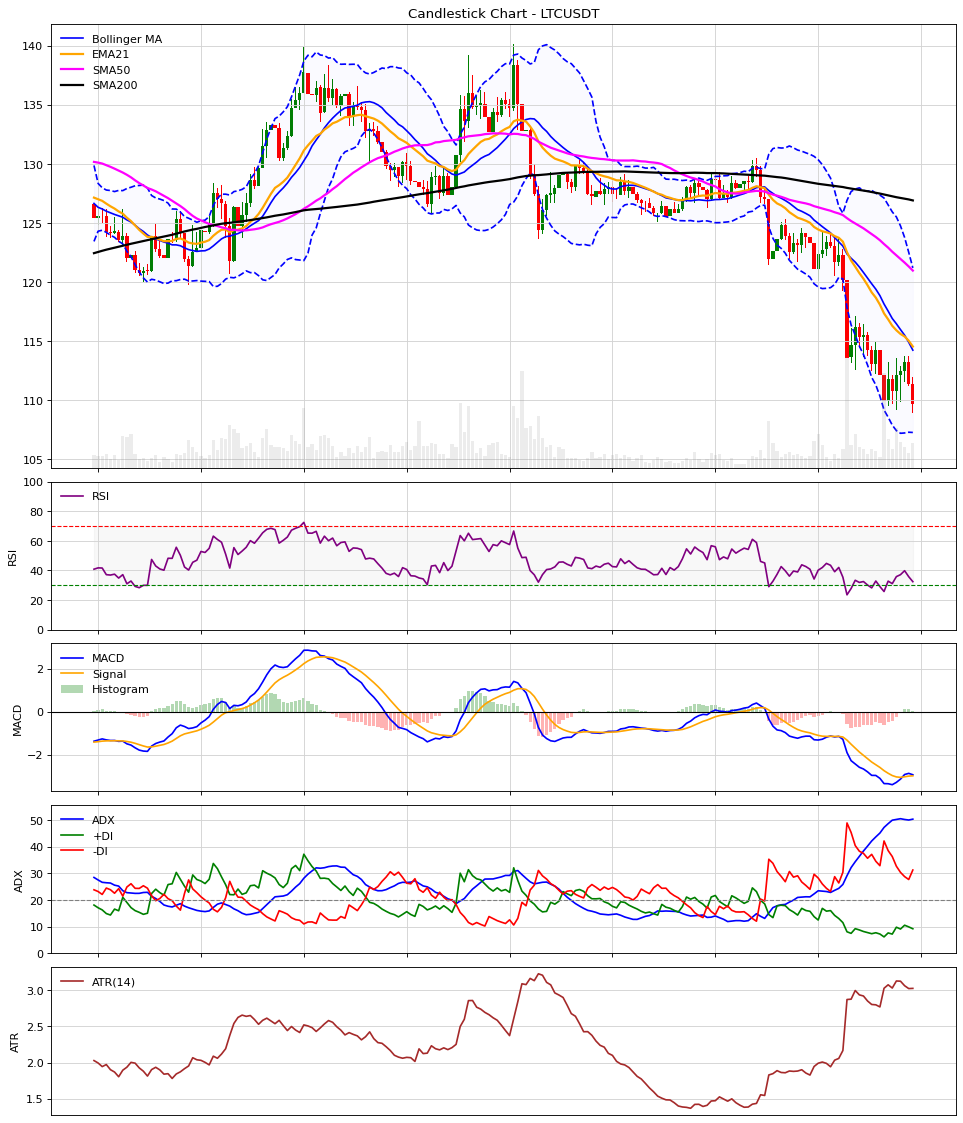 Candlestick Chart - LTCUSDT
Bollinger MA
EMA21
SMA50
SMA200
140
135
130
125
120
115
110
105
RSI
100
80
60
40
20
0
RSI
MACD
Signal
Histogram
2
0
−2
MACD
ADX
+DI
-DI
50
40
30
20
10
0
ADX
ATR(14)
3.0
2.5
2.0
1.5
ATR